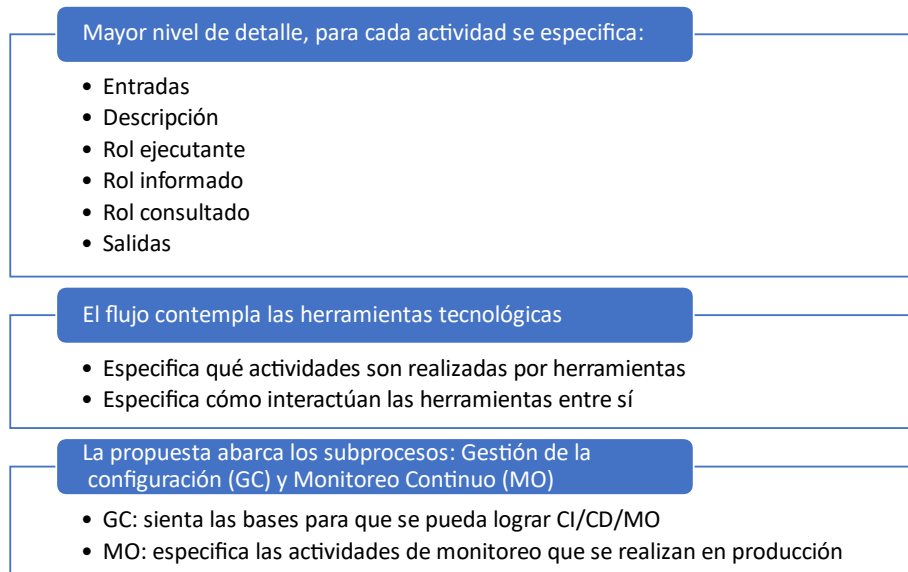 Mayor nivel de detalle, para cada actividad se especifica:
• Entradas
• Descripción
• Rol ejecutante
• Rol informado
• Rol consultado
• Salidas
El flujo contempla las herramientas tecnológicas
• Especifica qué actividades son realizadas por herramientas
• Especifica cómo interactúan las herramientas entre sí
La propuesta abarca los subprocesos: Gestión de la
configuración (GC) y Monitoreo Continuo (MO)
• GC: sienta las bases para que se pueda lograr CI/CD/MO
• MO: especifica las actividades de monitoreo que se realizan en producción